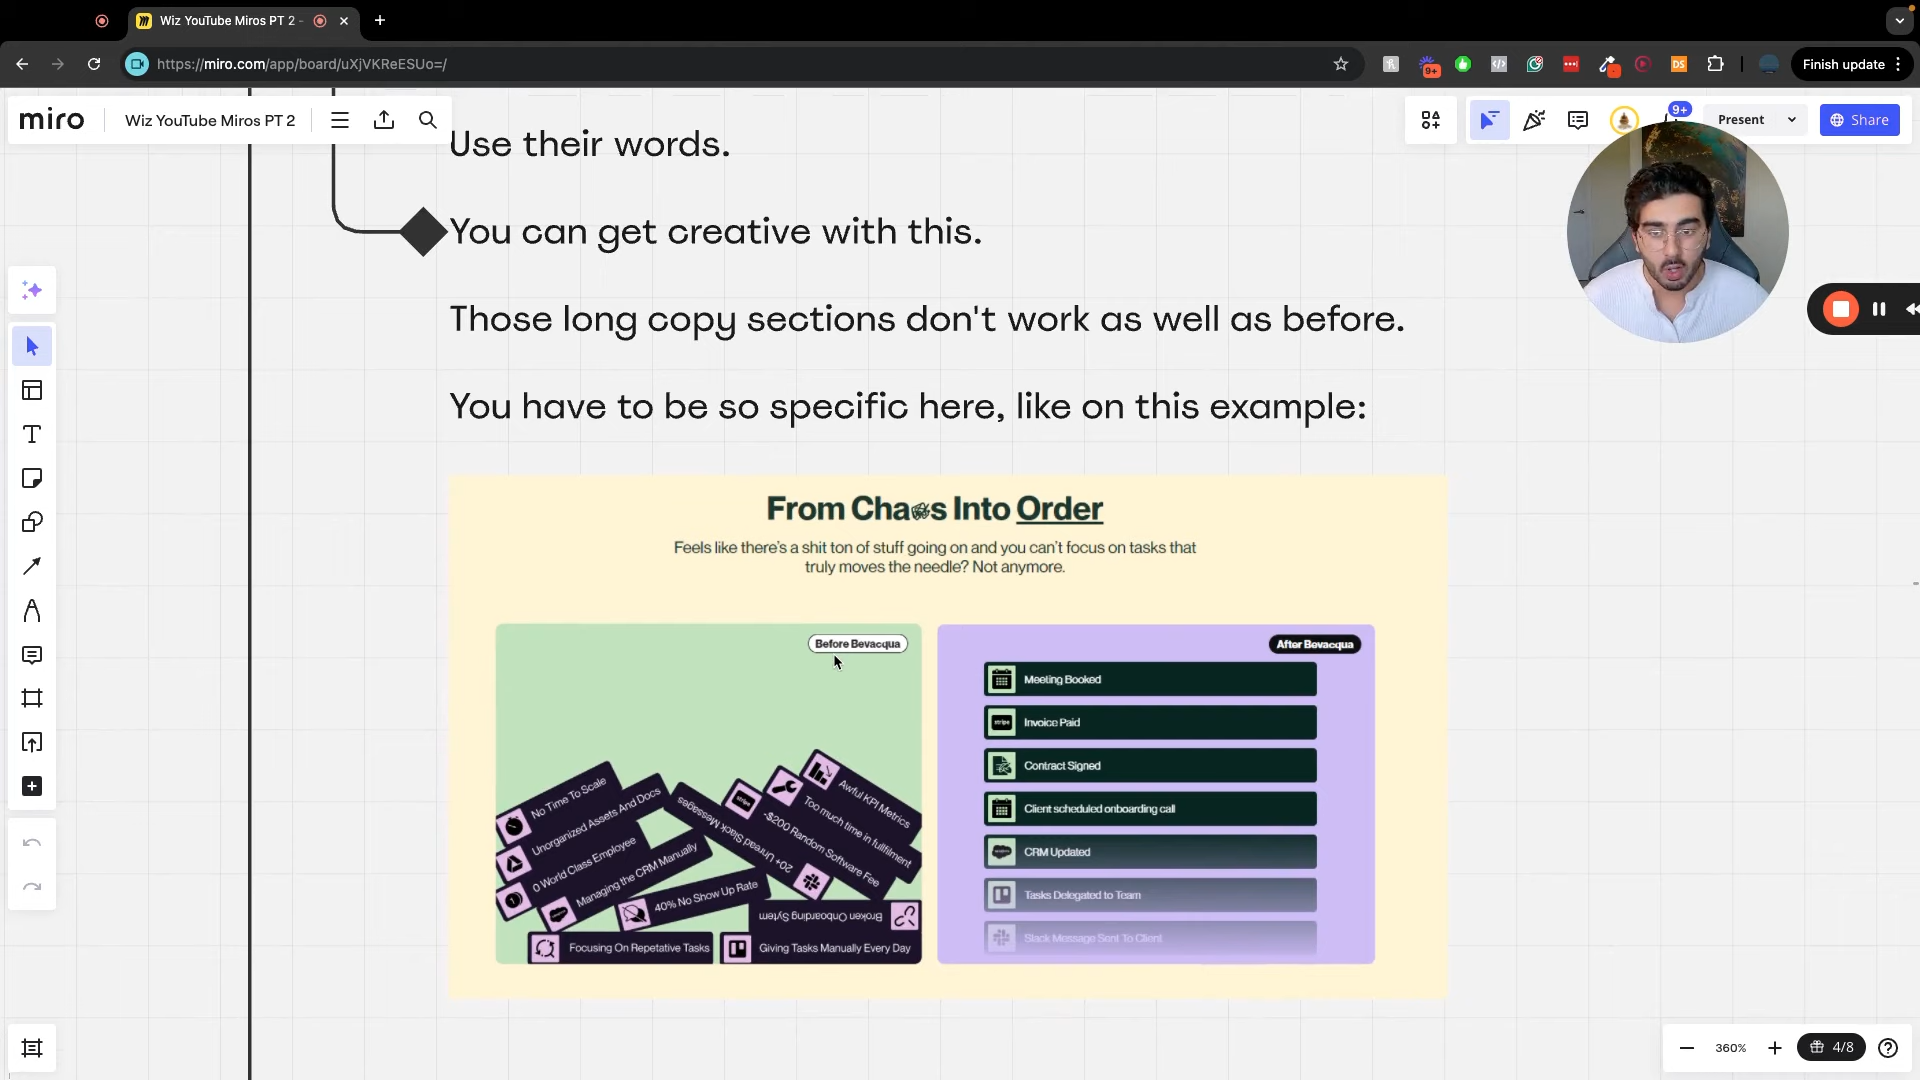 Wiz YouTube Miros PT 2 -
https://miro.com/app/board/uXjVKReESUo=/
9+
DS
Finish update
miro
Wiz YouTube Miros PT 2
9+
Present
Share
Use their words.
You can get creative with this.
Those long copy sections don't work as well as before.
You have to be so specific here, like on this example:
From Chaos Into Order
Feels like there's a shit ton of stuff going on and you can't focus on tasks that
truly moves the needle? Not anymore.
Before Bevacqua
No Time To Scale
Unorganized Assets And Docs
0 World Class Employee
Managing the CRM Manually
40% No Show Up Rate
20+ Unread Slack Messages
stripe
-$200 Random Software Fee
Too much time in fullfilment
Awful KPI Metrics
Broken Onboarding Sytem
Focusing On Repetative Tasks
Giving Tasks Manually Every Day
After Bevacqua
Meeting Booked
stripe
Invoice Paid
Contract Signed
Client scheduled onboarding call
CRM Updated
Tasks Delegated to Team
Slack Message Sent To Client
360%
4/8